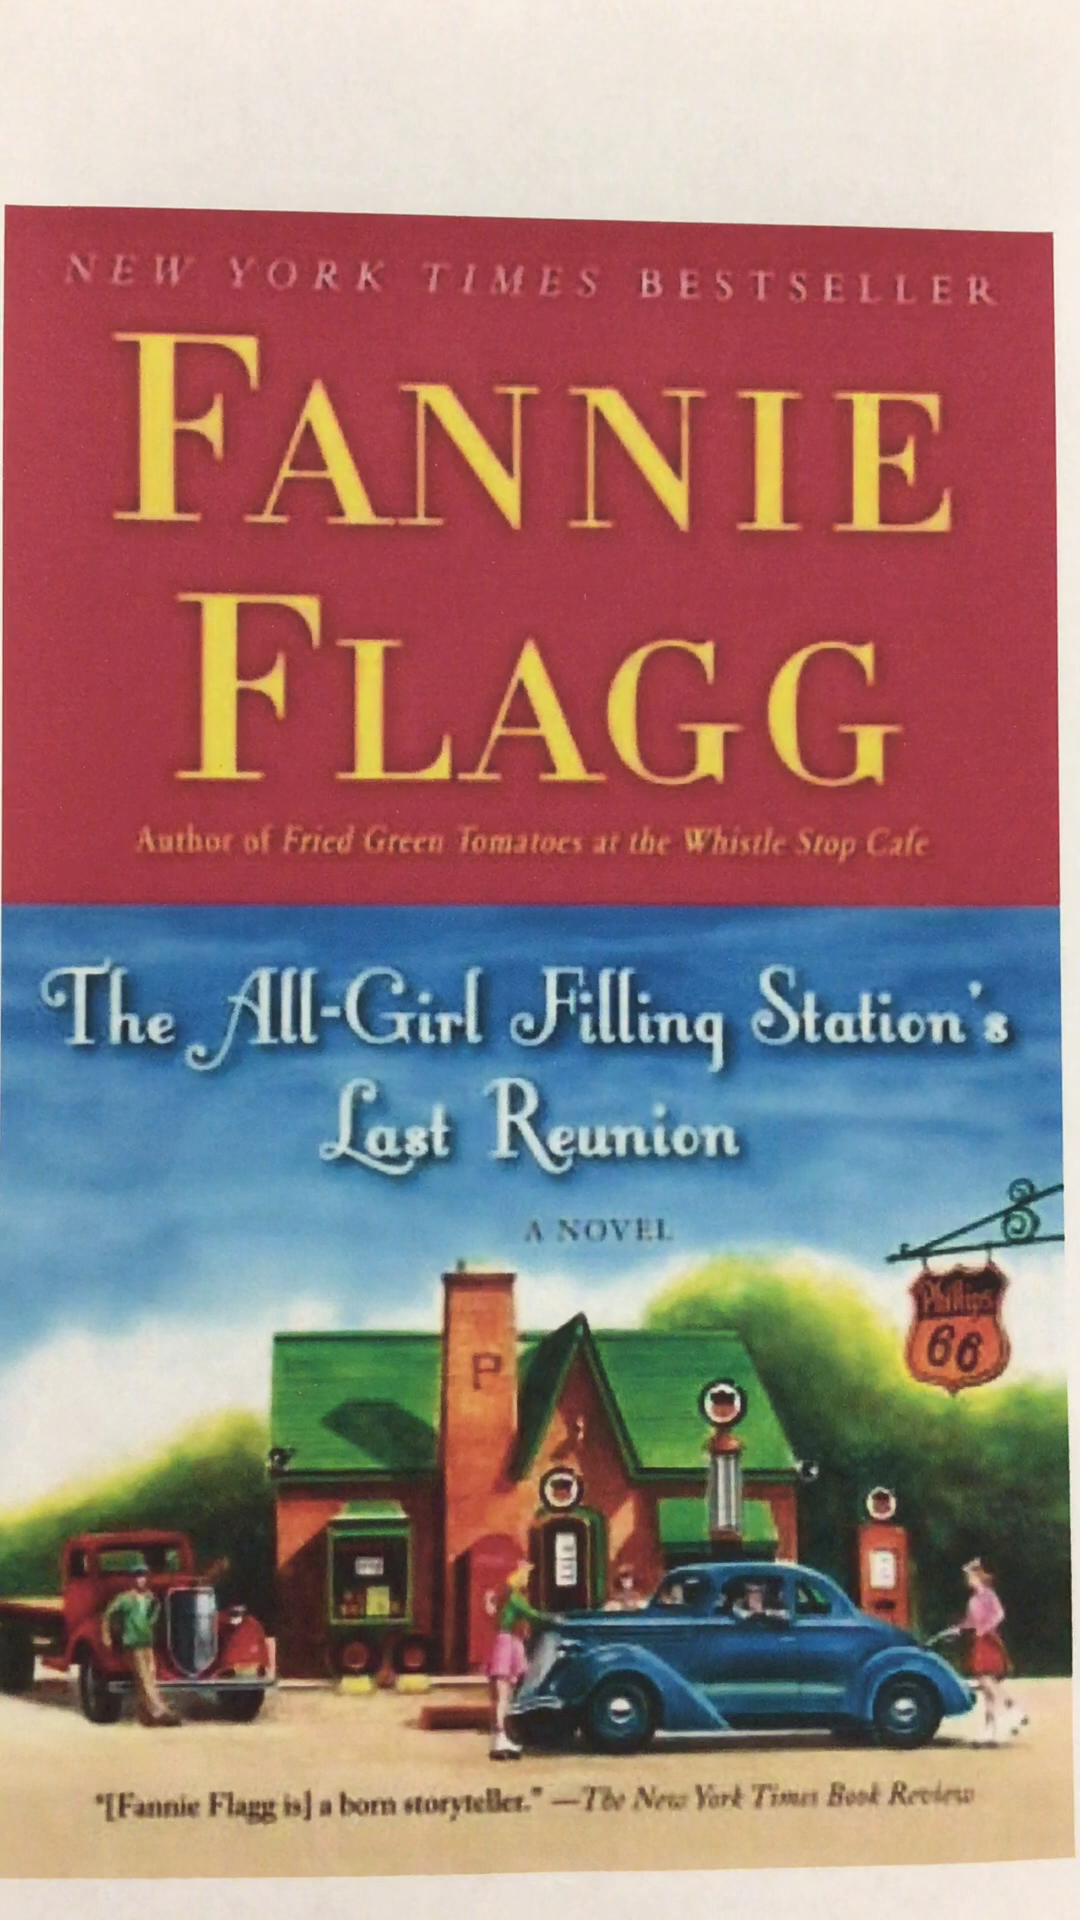 NEW YORK TIMES BESTSELLER
FANNIE
FLAGG
Author of Fried Green Tomatoes at the Whistle Stop Cafe
The All-Girl Filling Station's
Last Reunion
A NOVEL
Phillips
66
P
"[Fannie Flagg is] a born storyteller." —The New York Times Book Review